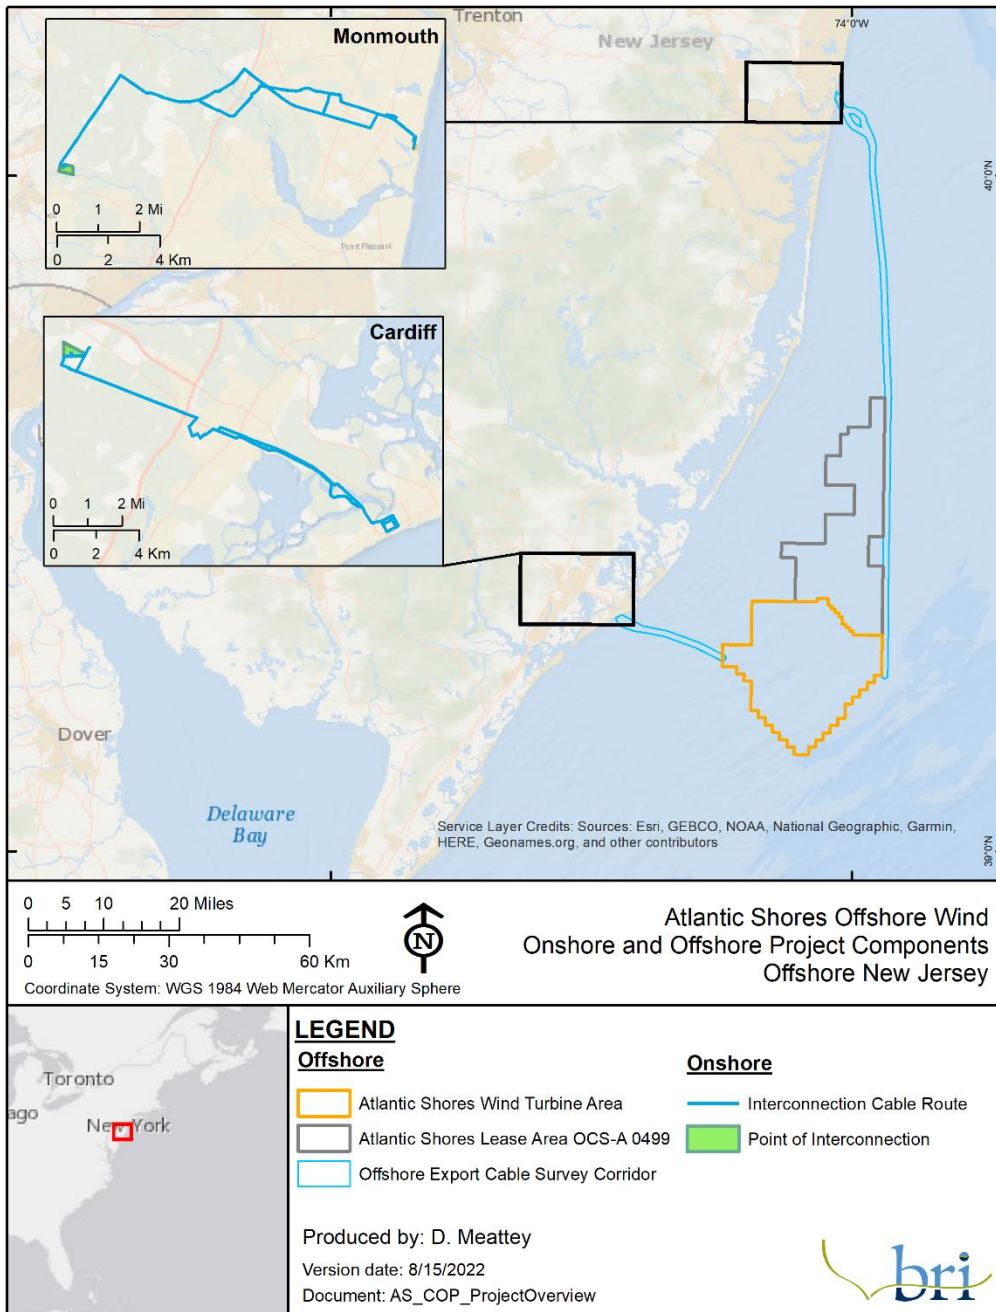 Trenton
New Jersey
74°0'W
Monmouth
40°0'N
0 1 2 Mi
0 2 4 Km
Point Pleasant
Cardiff
0 1 2 Mi
0 2 4 Km
Dover
Delaware
Bay
Service Layer Credits: Sources: Esri, GEBCO, NOAA, National Geographic, Garmin,
HERE, Geonames.org, and other contributors
39°0'N
0 5 10 20 Miles
0 15 30 60 Km
Coordinate System: WGS 1984 Web Mercator Auxiliary Sphere
N
Atlantic Shores Offshore Wind
Onshore and Offshore Project Components
Offshore New Jersey
Toronto
ago
New York
LEGEND
Offshore
Atlantic Shores Wind Turbine Area
Atlantic Shores Lease Area OCS-A 0499
Offshore Export Cable Survey Corridor
Onshore
Interconnection Cable Route
Point of Interconnection
Produced by: D. Meattey
Version date: 8/15/2022
Document: AS_COP_ProjectOverview
bri